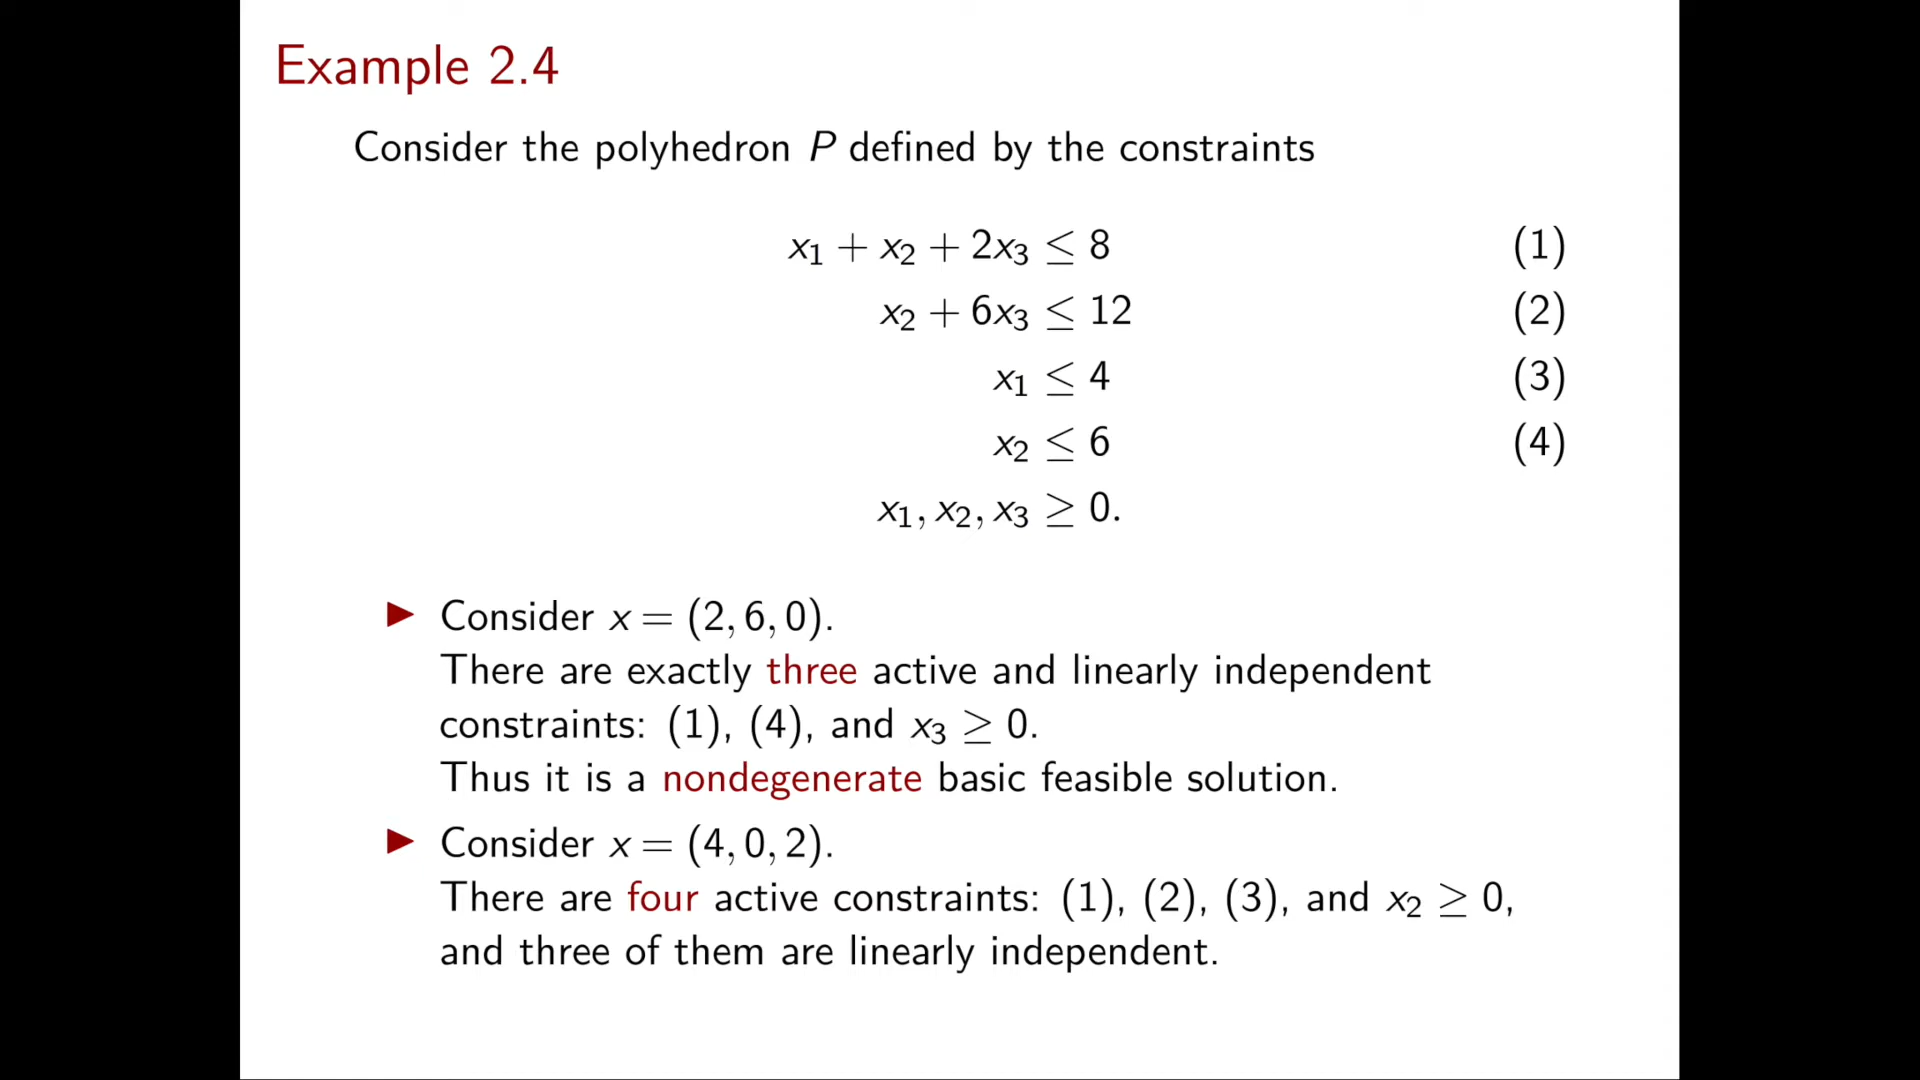 Example 2.4
Consider the polyhedron P defined by the constraints
x₁ + x₂ + 2x₃ ≤ 8 (1)
x₂ + 6x₃ ≤ 12 (2)
x₁ ≤ 4 (3)
x₂ ≤ 6 (4)
x₁, x₂, x₃ ≥ 0.
▶ Consider x = (2, 6, 0).
There are exactly three active and linearly independent
constraints: (1), (4), and x₃ ≥ 0.
Thus it is a nondegenerate basic feasible solution.
▶ Consider x = (4, 0, 2).
There are four active constraints: (1), (2), (3), and x₂ ≥ 0,
and three of them are linearly independent.